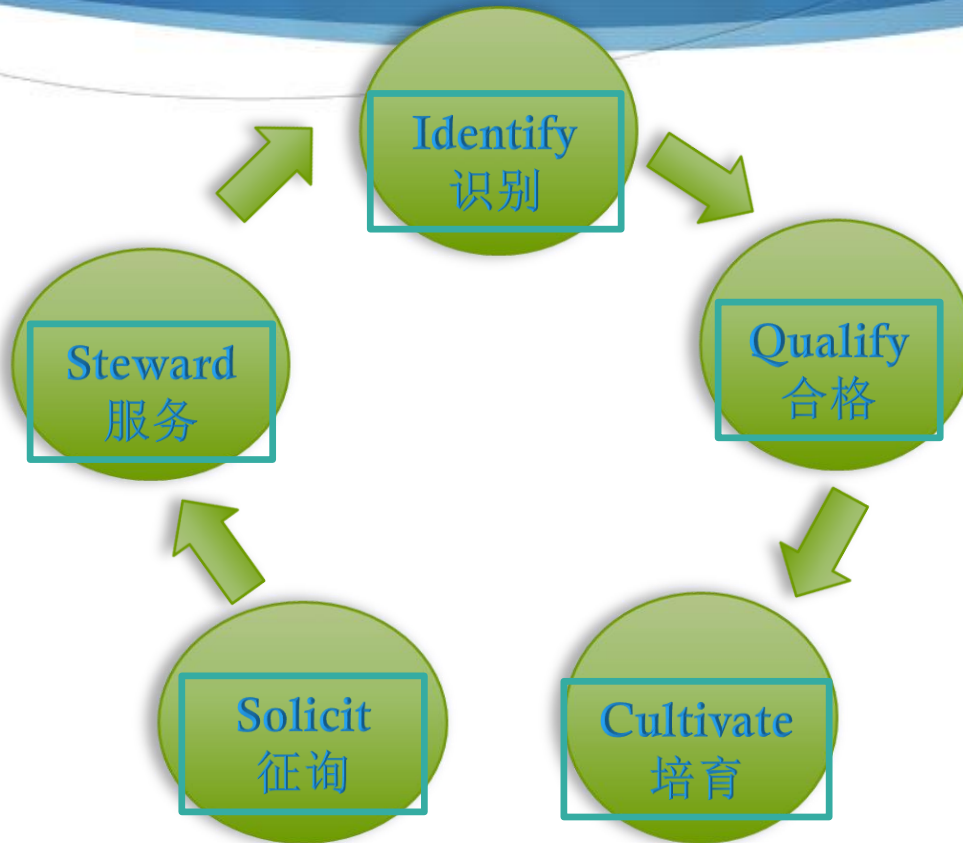 Identify
识别
Qualify
合格
Cultivate
培育
Solicit
征询
Steward
服务